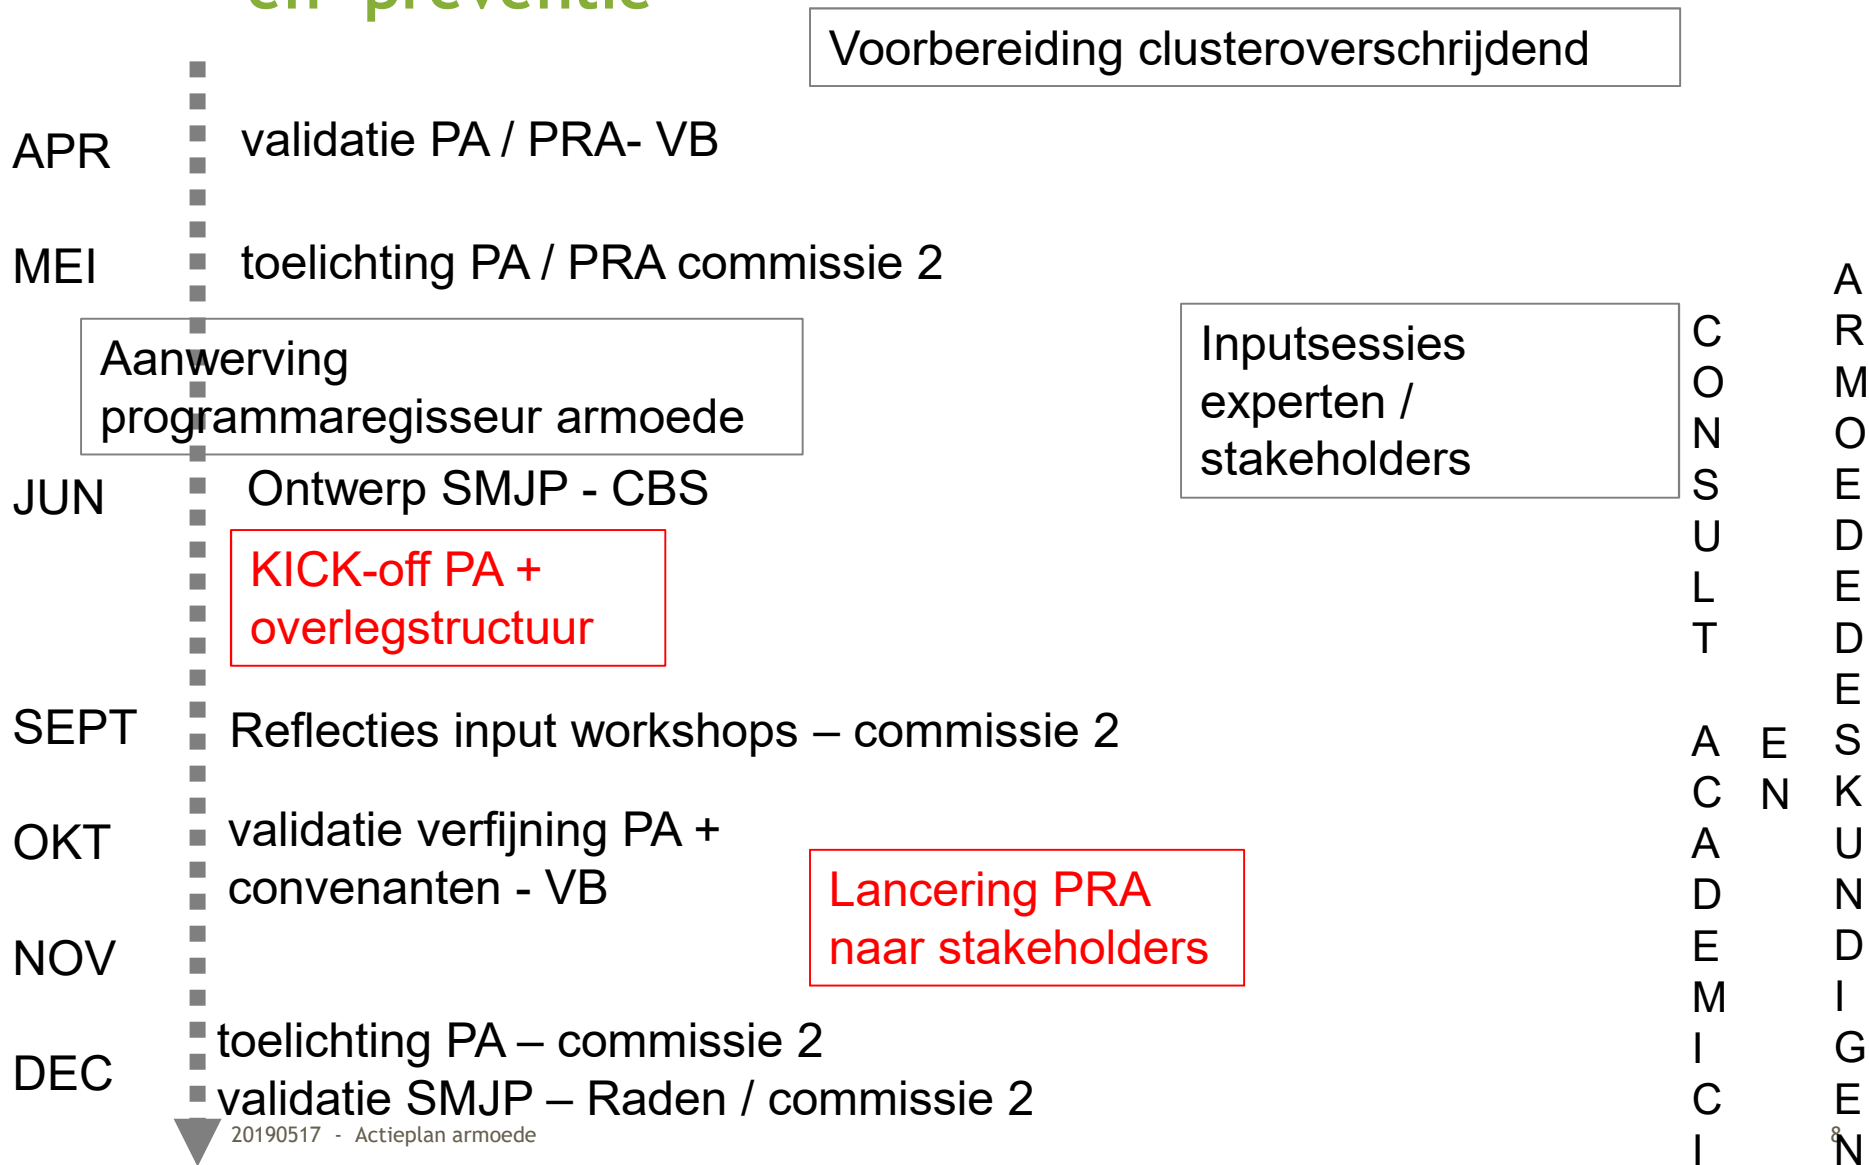 en preventie
Voorbereiding clusteroverschrijdend
APR
validatie PA / PRA- VB
MEI
toelichting PA / PRA commissie 2
Aanwerving
programmaregisseur armoede
Inputsessies
experten /
stakeholders
JUN
Ontwerp SMJP - CBS
KICK-off PA +
overlegstructuur
SEPT
Reflecties input workshops – commissie 2
OKT
validatie verfijning PA +
convenanten - VB
Lancering PRA
naar stakeholders
NOV
DEC
toelichting PA – commissie 2
validatie SMJP – Raden / commissie 2
CONSULT ACADEMICI
EN
ARMOEDEDESKUNDIGEN
20190517 - Actieplan armoede
8